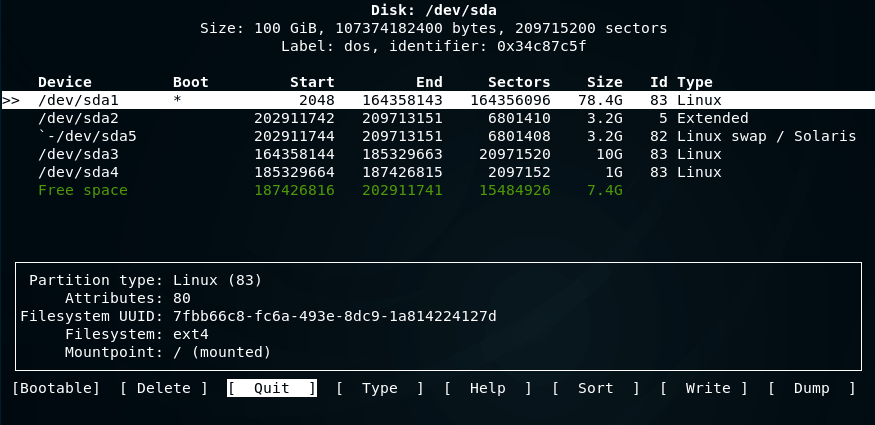 Disk: /dev/sda
Size: 100 GiB, 107374182400 bytes, 209715200 sectors
Label: dos, identifier: 0x34c87c5f
Device Boot Start End Sectors Size Id Type
>> /dev/sda1 * 2048 164358143 164356096 78.4G 83 Linux
/dev/sda2 202911742 209713151 6801410 3.2G 5 Extended
`-/dev/sda5 202911744 209713151 6801408 3.2G 82 Linux swap / Solaris
/dev/sda3 164358144 185329663 20971520 10G 83 Linux
/dev/sda4 185329664 187426815 2097152 1G 83 Linux
Free space 187426816 202911741 15484926 7.4G
Partition type: Linux (83)
Attributes: 80
Filesystem UUID: 7fbb66c8-fc6a-493e-8dc9-1a814224127d
Filesystem: ext4
Mountpoint: / (mounted)
[Bootable] [ Delete ] [ Quit ] [ Type ] [ Help ] [ Sort ] [ Write ] [ Dump ]